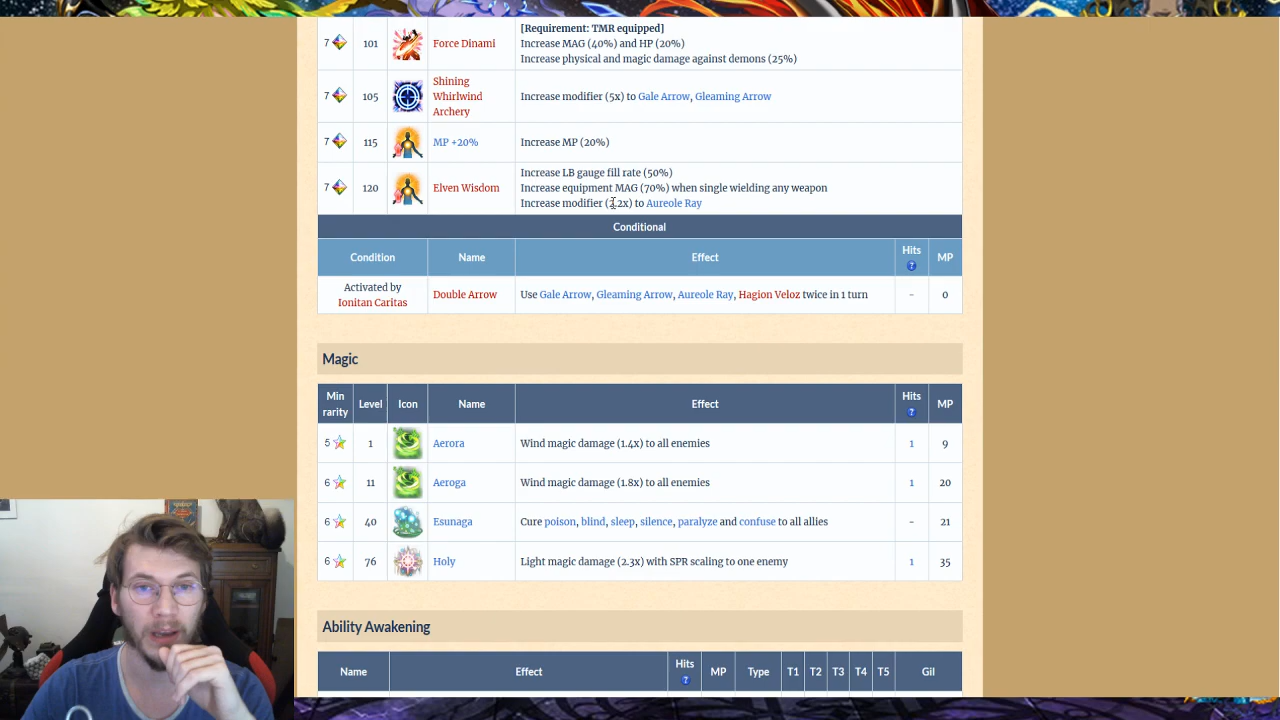 [Requirement: TMR equipped]
7 101 Force Dinami Increase MAG (40%) and HP (20%)
Increase physical and magic damage against demons (25%)
7 105 Shining Whirlwind Archery Increase modifier (5x) to Gale Arrow, Gleaming Arrow
7 115 MP +20% Increase MP (20%)
Increase LB gauge fill rate (50%)
7 120 Elven Wisdom Increase equipment MAG (70%) when single wielding any weapon
Increase modifier ( .2x) to Aureole Ray
Conditional
Condition Name Effect Hits ? MP
Activated by Ionitan Caritas Double Arrow Use Gale Arrow, Gleaming Arrow, Aureole Ray, Hagion Veloz twice in 1 turn - 0
Magic
Min rarity Level Icon Name Effect Hits ? MP
5 1 Aerora Wind magic damage (1.4x) to all enemies 1 9
6 11 Aeroga Wind magic damage (1.8x) to all enemies 1 20
6 40 Esunaga Cure poison, blind, sleep, silence, paralyze and confuse to all allies - 21
6 76 Holy Light magic damage (2.3x) with SPR scaling to one enemy 1 35
Ability Awakening
Name Effect Hits ? MP Type T1 T2 T3 T4 T5 Gil